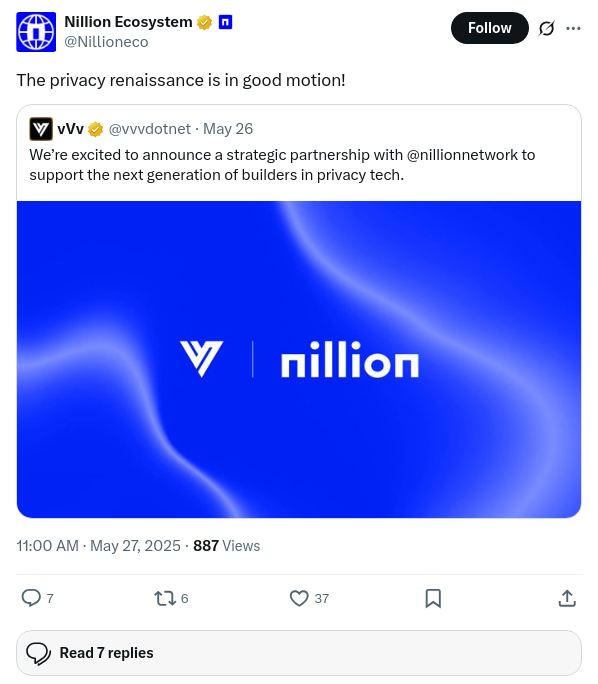 Nillion Ecosystem
@Nillioneco
Follow
The privacy renaissance is in good motion!
vVv @vvvdotnet · May 26
We’re excited to announce a strategic partnership with @nillionnetwork to
support the next generation of builders in privacy tech.
nillion
11:00 AM · May 27, 2025 · 887 Views
7 6 37
Read 7 replies